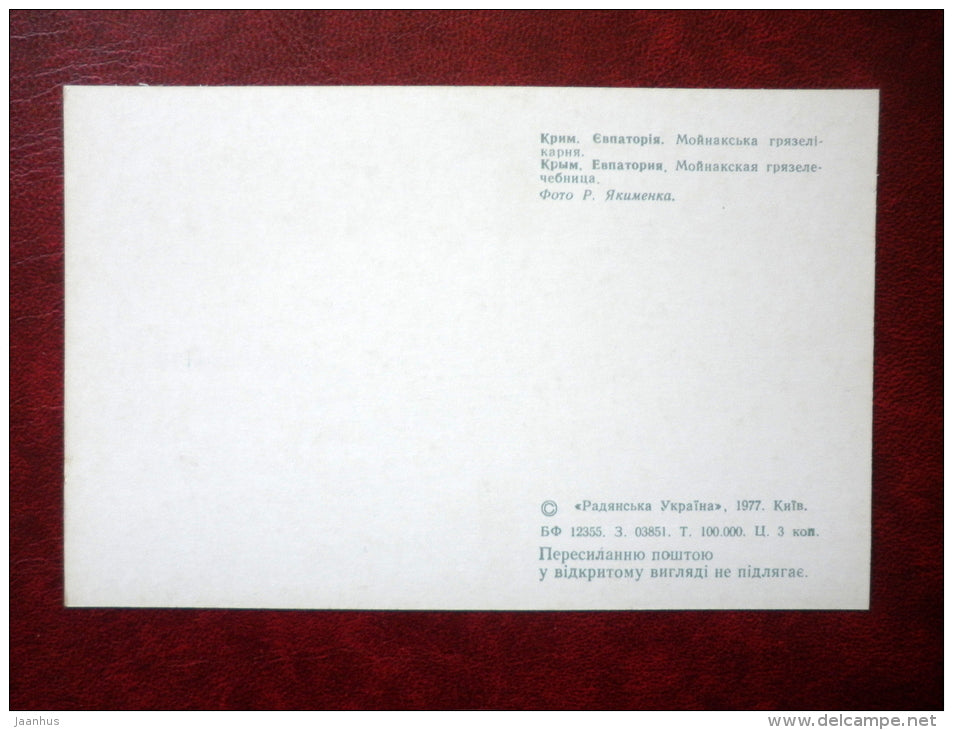 Крим. Євпаторія. Мойнакська грязелі-
карня.
Крым. Евпатория. Мойнакская грязеле-
чебница.
Фото Р. Якименка.
© «Радянська Україна», 1977. Київ.
БФ 12355. З. 03851. Т. 100.000. Ц. 3 коп.
Пересиланню поштою
у відкритому вигляді не підлягає.
Jaanhus
www.delcampe.net